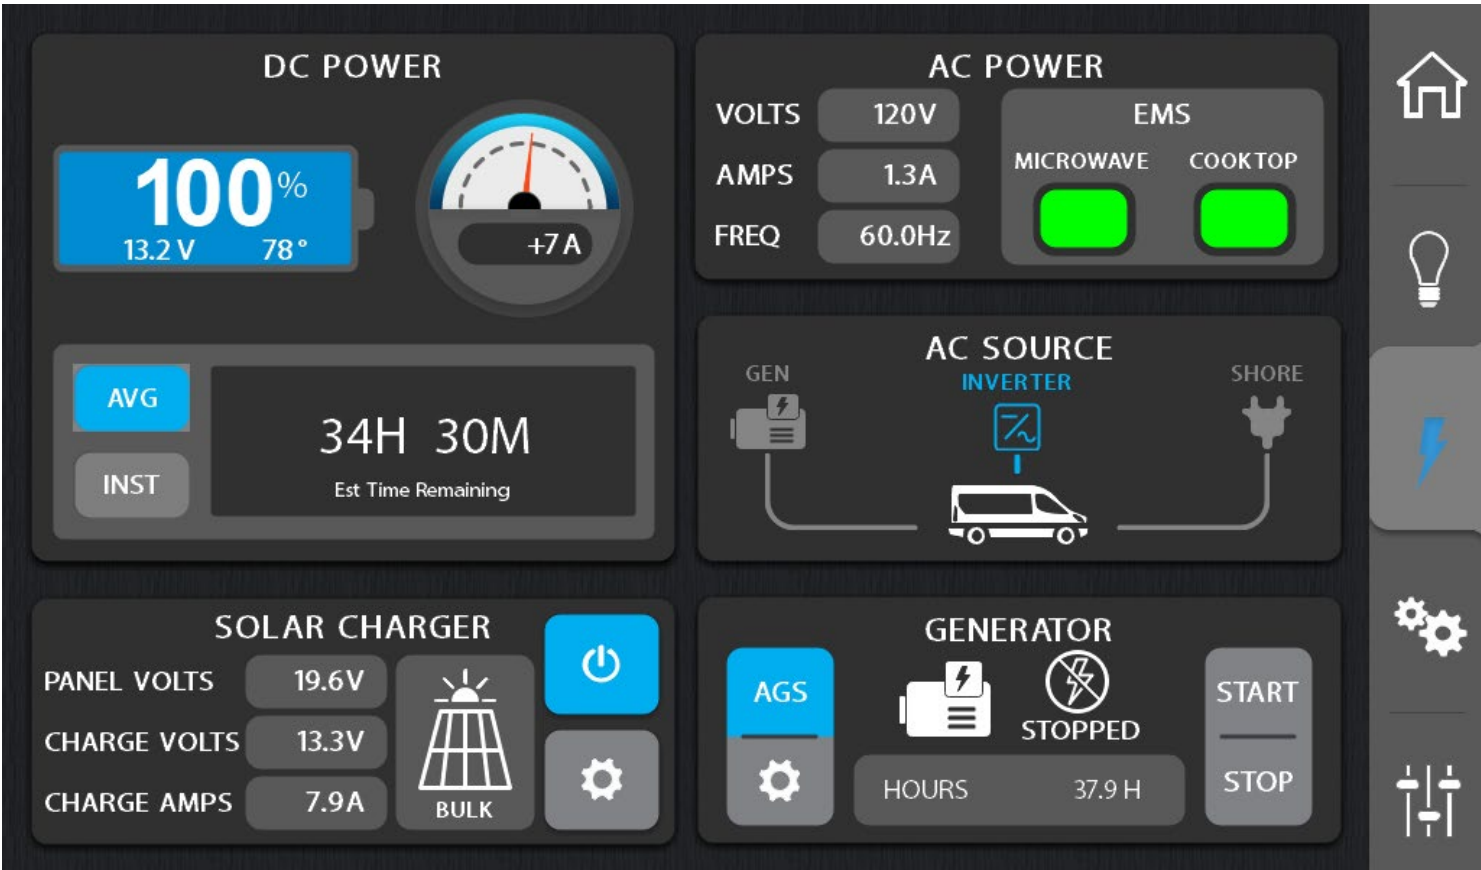 DC POWER
100%
13.2 V 78°
+7 A
AVG
INST
34H 30M
Est Time Remaining
AC POWER
VOLTS 120V
AMPS 1.3A
FREQ 60.0Hz
EMS
MICROWAVE COOKTOP
AC SOURCE
GEN INVERTER SHORE
SOLAR CHARGER
PANEL VOLTS 19.6V
CHARGE VOLTS 13.3V
CHARGE AMPS 7.9A
BULK
GENERATOR
AGS
STOPPED
HOURS 37.9 H
START
STOP